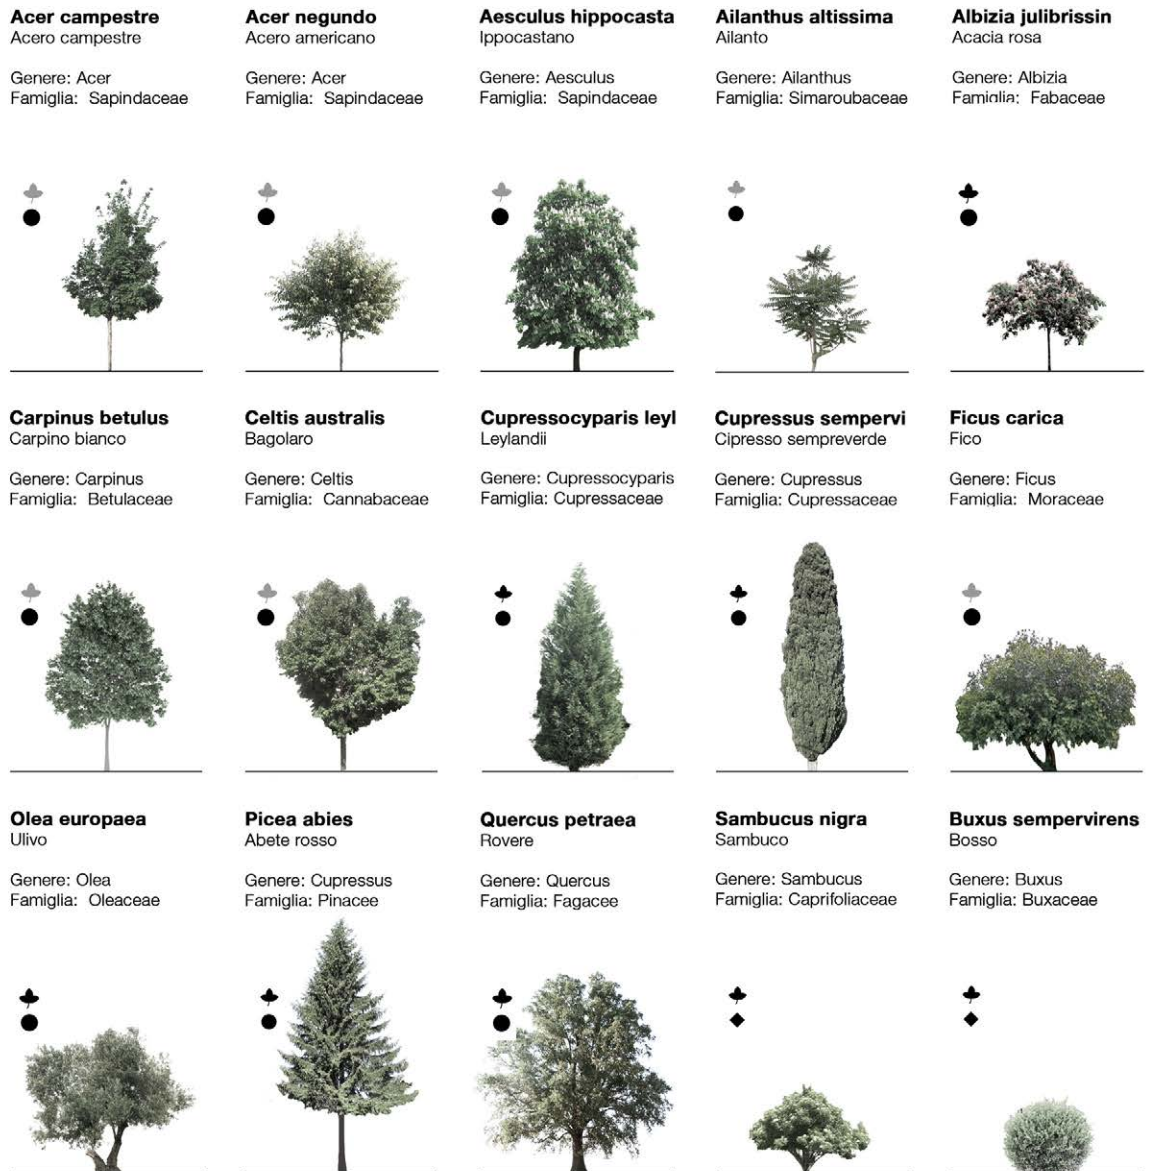 Acer campestre
Acero campestre
Genere: Acer
Famiglia: Sapindaceae
Acer negundo
Acero americano
Genere: Acer
Famiglia: Sapindaceae
Aesculus hippocasta
Ippocastano
Genere: Aesculus
Famiglia: Sapindaceae
Ailanthus altissima
Ailanto
Genere: Ailanthus
Famiglia: Simaroubaceae
Albizia julibrissin
Acacia rosa
Genere: Albizia
Famiglia: Fabaceae
Carpinus betulus
Carpino bianco
Genere: Carpinus
Famiglia: Betulaceae
Celtis australis
Bagolaro
Genere: Celtis
Famiglia: Cannabaceae
Cupressocyparis leyl
Leylandii
Genere: Cupressocyparis
Famiglia: Cupressaceae
Cupressus sempervi
Cipresso sempreverde
Genere: Cupressus
Famiglia: Cupressaceae
Ficus carica
Fico
Genere: Ficus
Famiglia: Moraceae
Olea europaea
Ulivo
Genere: Olea
Famiglia: Oleaceae
Picea abies
Abete rosso
Genere: Cupressus
Famiglia: Pinacee
Quercus petraea
Rovere
Genere: Quercus
Famiglia: Fagacee
Sambucus nigra
Sambuco
Genere: Sambucus
Famiglia: Caprifoliaceae
Buxus sempervirens
Bosso
Genere: Buxus
Famiglia: Buxaceae